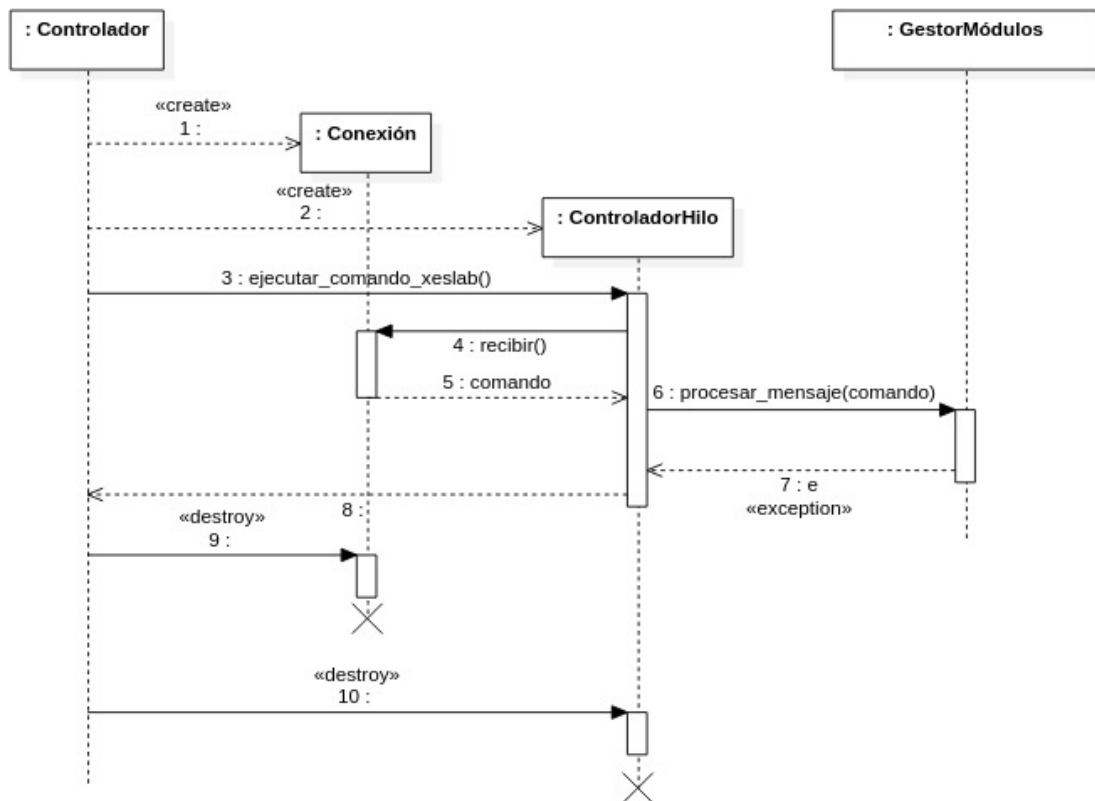 : Controlador
: GestorMódulos
«create»
1 :
: Conexión
«create»
2 :
: ControladorHilo
3 : ejecutar_comando_xeslab()
4 : recibir()
5 : comando
6 : procesar_mensaje(comando)
7 : e
«exception»
8 :
«destroy»
9 :
«destroy»
10 :